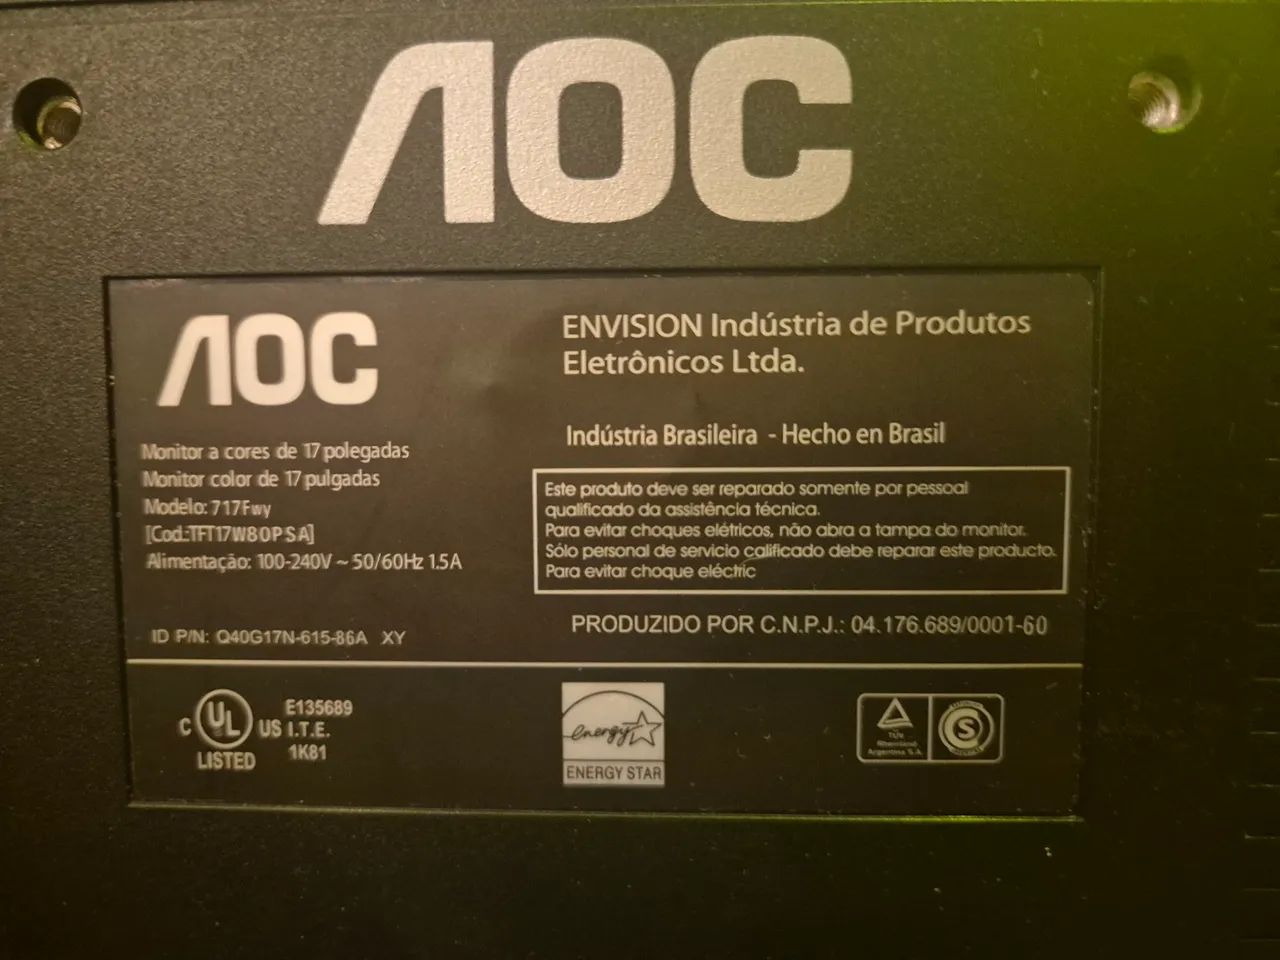 AOC
AOC
Monitor a cores de 17 polegadas
Monitor color de 17 pulgadas
Modelo: 717Fwy
[Cod.:TFT17W80PSA]
Alimentação: 100-240V ~ 50/60Hz 1.5A
ID P/N: Q40G17N-615-86A XY
ENVISION Indústria de Produtos
Eletrônicos Ltda.
Indústria Brasileira - Hecho en Brasil
Este produto deve ser reparado somente por pessoal
qualificado da assistência técnica.
Para evitar choques elétricos, não abra a tampa do monitor.
Sólo personal de servicio calificado debe reparar este producto.
Para evitar choque eléctric
PRODUZIDO POR C.N.P.J.: 04.176.689/0001-60
C UL US
LISTED
E135689
I.T.E.
1K81
energy
ENERGY STAR
TÜV
Rheinland
Argentina S.A.
S